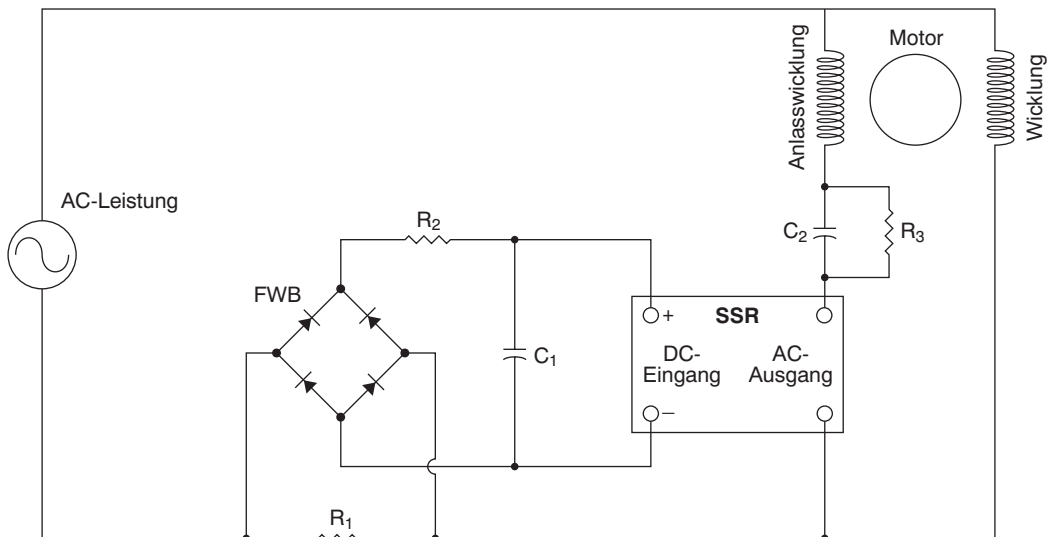 Motor
Anlasswicklung
Wicklung
AC-Leistung
R2
C2
R3
FWB
+
SSR
DC-
Eingang
AC-
Ausgang
C1
−
R1